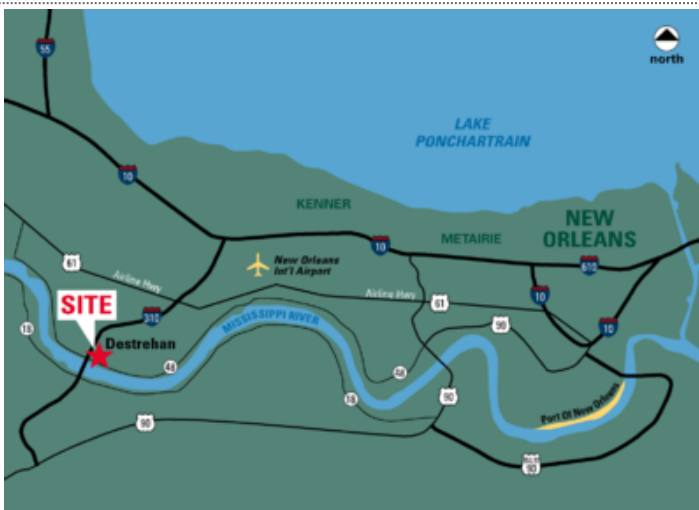 55
north
LAKE
PONCHARTRAIN
10
KENNER
NEW
ORLEANS
METAIRIE
10
610
61
New Orleans
Int'l Airport
Airline Hwy
Airline Hwy
61
10
SITE
310
18
MISSISSIPPI RIVER
90
10
Destrehan
48
48
18
90
90
Port Of New Orleans
90